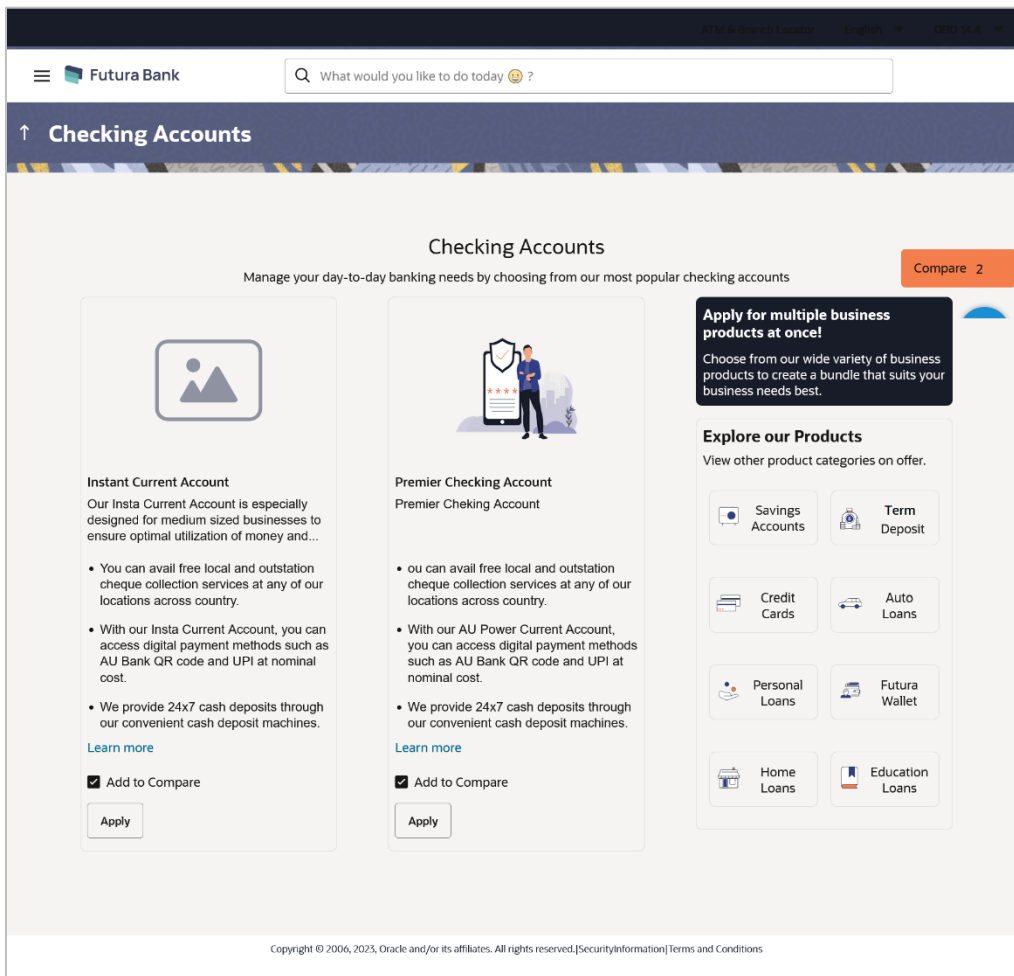 ATM & Branch Locator English OBD 14.4
Futura Bank
What would you like to do today 😀 ?
Checking Accounts
Checking Accounts
Manage your day-to-day banking needs by choosing from our most popular checking accounts
Compare 2
Instant Current Account
Our Insta Current Account is especially
designed for medium sized businesses to
ensure optimal utilization of money and...
• You can avail free local and outstation
cheque collection services at any of our
locations across country.
• With our Insta Current Account, you can
access digital payment methods such as
AU Bank QR code and UPI at nominal
cost.
• We provide 24x7 cash deposits through
our convenient cash deposit machines.
Learn more
Add to Compare
Apply
Premier Checking Account
Premier Cheking Account
• ou can avail free local and outstation
cheque collection services at any of our
locations across country.
• With our AU Power Current Account,
you can access digital payment methods
such as AU Bank QR code and UPI at
nominal cost.
• We provide 24x7 cash deposits through
our convenient cash deposit machines.
Learn more
Add to Compare
Apply
Apply for multiple business
products at once!
Choose from our wide variety of business
products to create a bundle that suits your
business needs best.
Explore our Products
View other product categories on offer.
Savings
Accounts
Term
Deposit
Credit
Cards
Auto
Loans
Personal
Loans
Futura
Wallet
Home
Loans
Education
Loans
Copyright © 2006, 2023, Oracle and/or its affiliates. All rights reserved.|SecurityInformation|Terms and Conditions